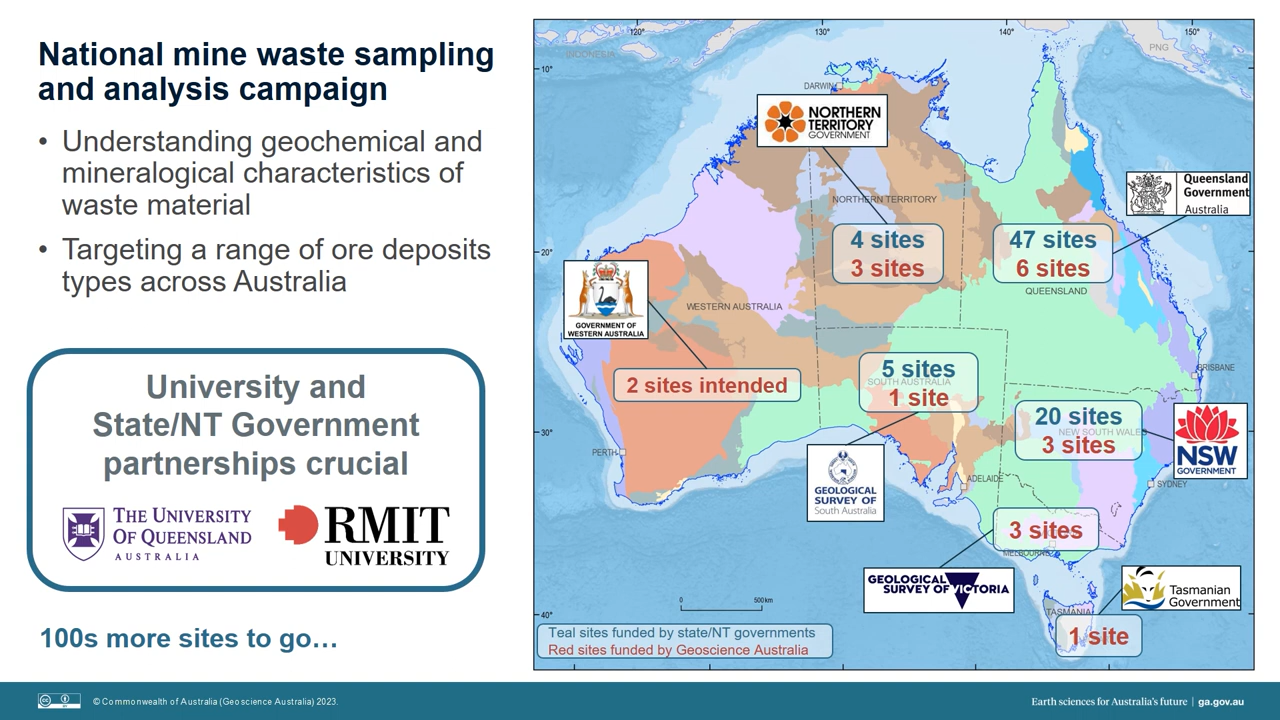 National mine waste sampling
and analysis campaign
• Understanding geochemical and
mineralogical characteristics of
waste material
• Targeting a range of ore deposits
types across Australia
University and
State/NT Government
partnerships crucial
THE UNIVERSITY
OF QUEENSLAND
AUSTRALIA
RMIT
UNIVERSITY
100s more sites to go…
120°
130°
140°
150°
INDONESIA
PNG
10°
DARWIN
NORTHERN
TERRITORY
GOVERNMENT
Queensland
Government
Australia
NORTHERN TERRITORY
4 sites
3 sites
47 sites
6 sites
20°
QUEENSLAND
GOVERNMENT OF
WESTERN AUSTRALIA
WESTERN AUSTRALIA
2 sites intended
5 sites
SOUTH AUSTRALIA
1 site
BRISBANE
20 sites
NEW SOUTH WALES
3 sites
30°
NSW
GOVERNMENT
PERTH
ADELAIDE
SYDNEY
GEOLOGICAL
SURVEY OF
South Australia
3 sites
MELBOURNE
GEOLOGICAL
SURVEY OF VICTORIA
Tasmanian
Government
0 500 km
40°
TASMANIA
1 site
Teal sites funded by state/NT governments
Red sites funded by Geoscience Australia
cc BY
© Commonwealth of Australia (Geoscience Australia) 2023.
Earth sciences for Australia's future | ga.gov.au